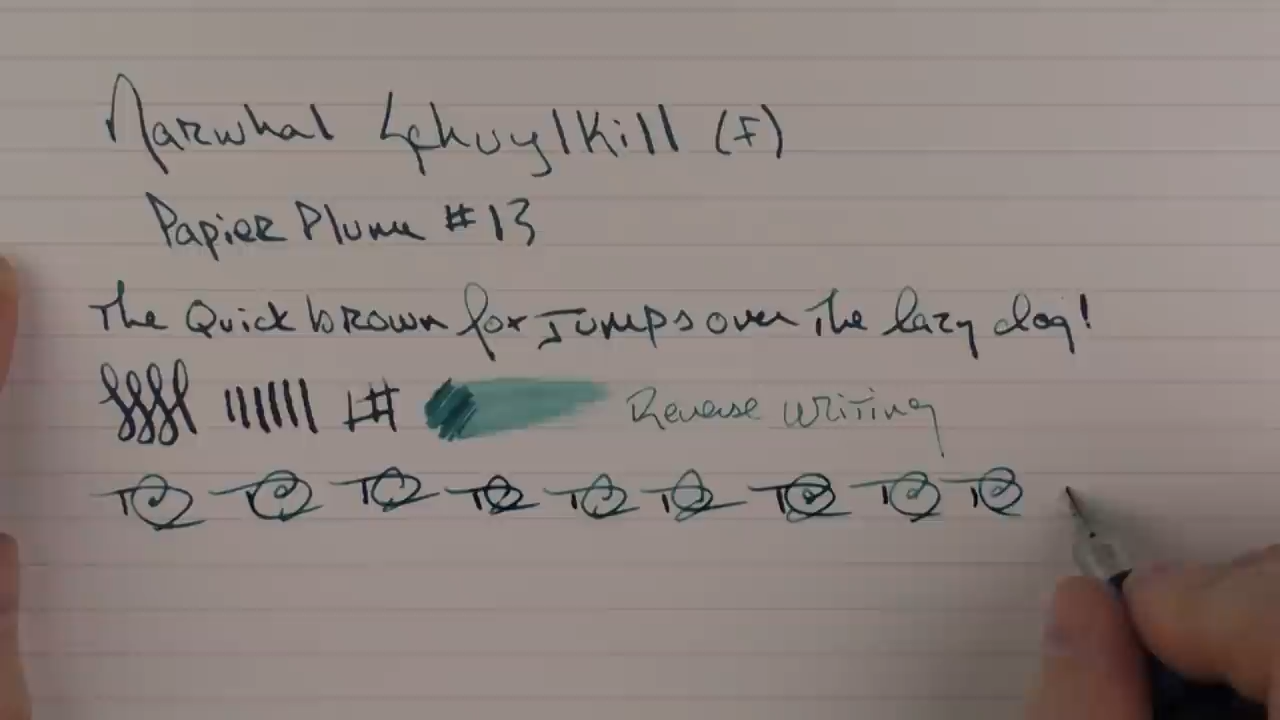 Narwhal Schuylkill (F)
Papier Plume #13
The Quick brown fox Jumps over The lazy dog!
Reverse writing